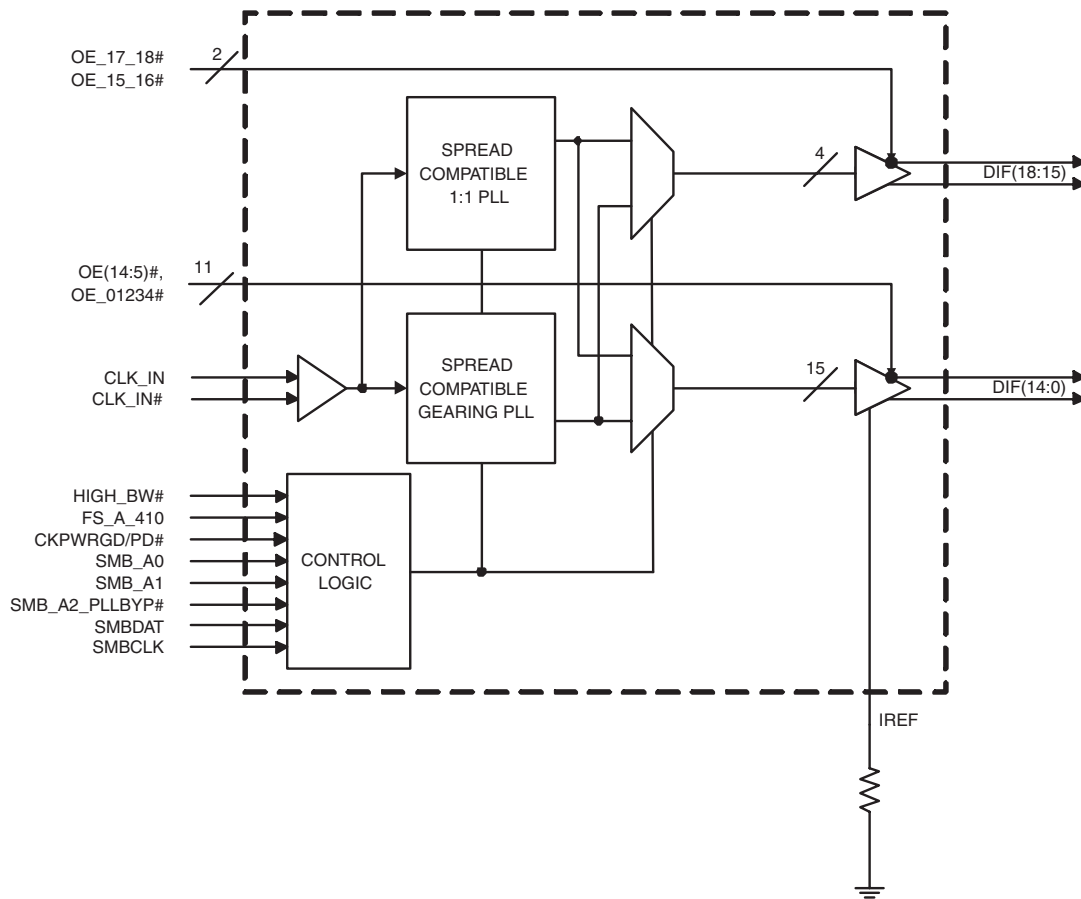 OE_17_18#
OE_15_16#
2
SPREAD
COMPATIBLE
1:1 PLL
4
DIF(18:15)
OE(14:5)#,
OE_01234#
11
SPREAD
COMPATIBLE
GEARING PLL
15
DIF(14:0)
CLK_IN
CLK_IN#
HIGH_BW#
FS_A_410
CKPWRGD/PD#
SMB_A0
SMB_A1
SMB_A2_PLLBYP#
SMBDAT
SMBCLK
CONTROL
LOGIC
IREF